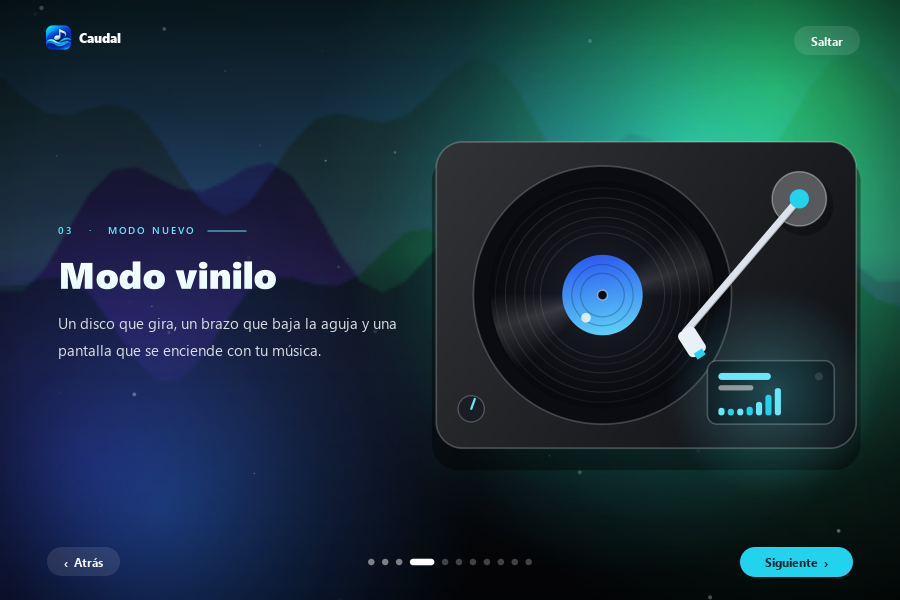 Caudal
Saltar
03 · MODO NUEVO
Modo vinilo
Un disco que gira, un brazo que baja la aguja y una
pantalla que se enciende con tu música.
‹ Atrás
Siguiente ›